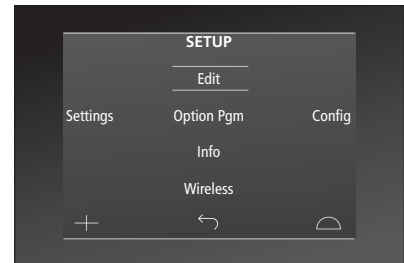 SETUP
Edit
Settings Option Pgm Config
Info
Wireless